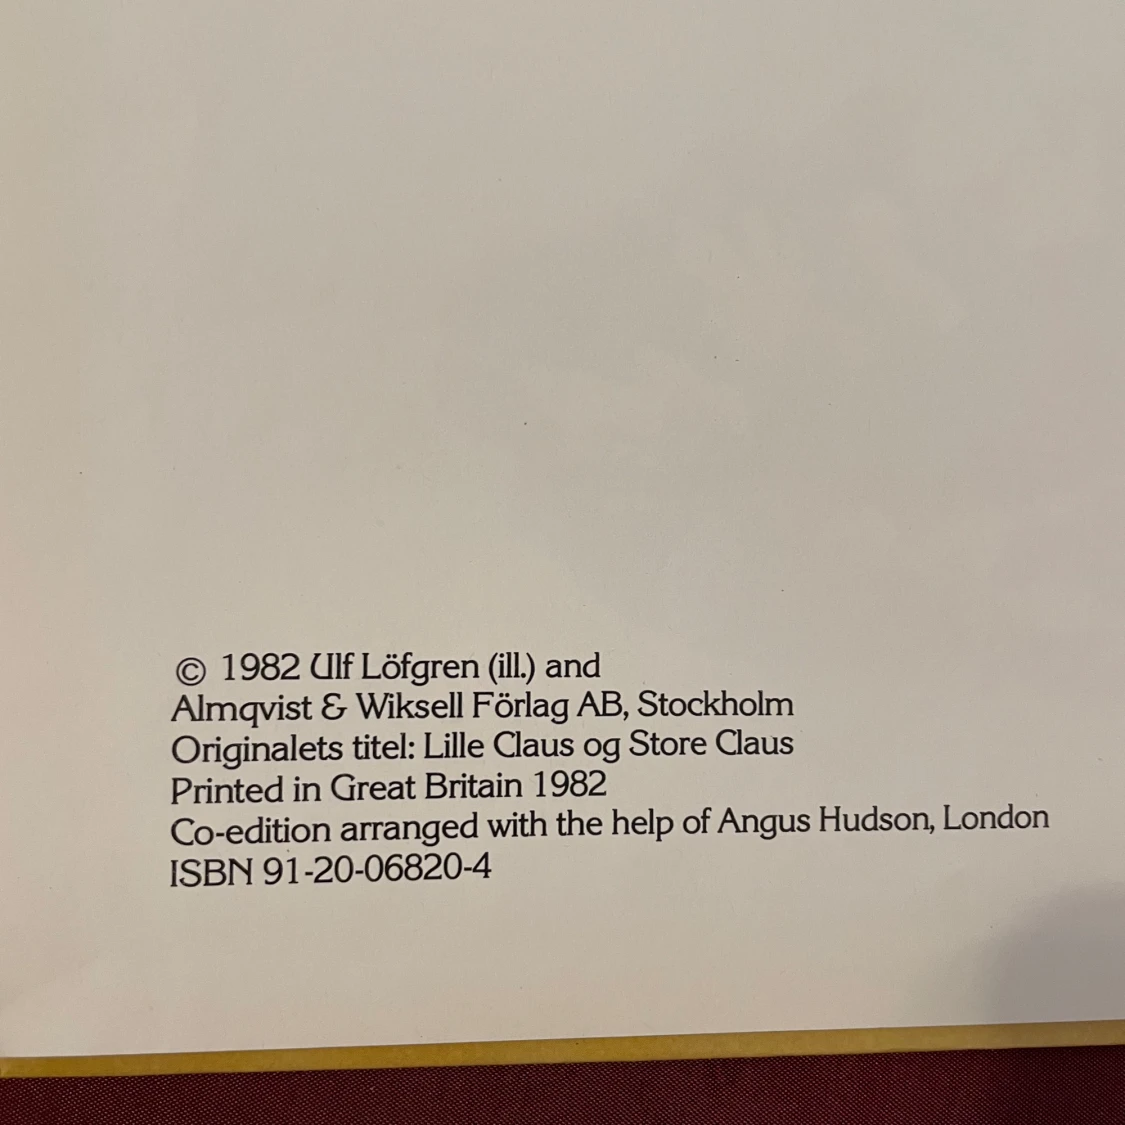 © 1982 Ulf Löfgren (ill.) and
Almqvist & Wiksell Förlag AB, Stockholm
Originalets titel: Lille Claus og Store Claus
Printed in Great Britain 1982
Co-edition arranged with the help of Angus Hudson, London
ISBN 91-20-06820-4